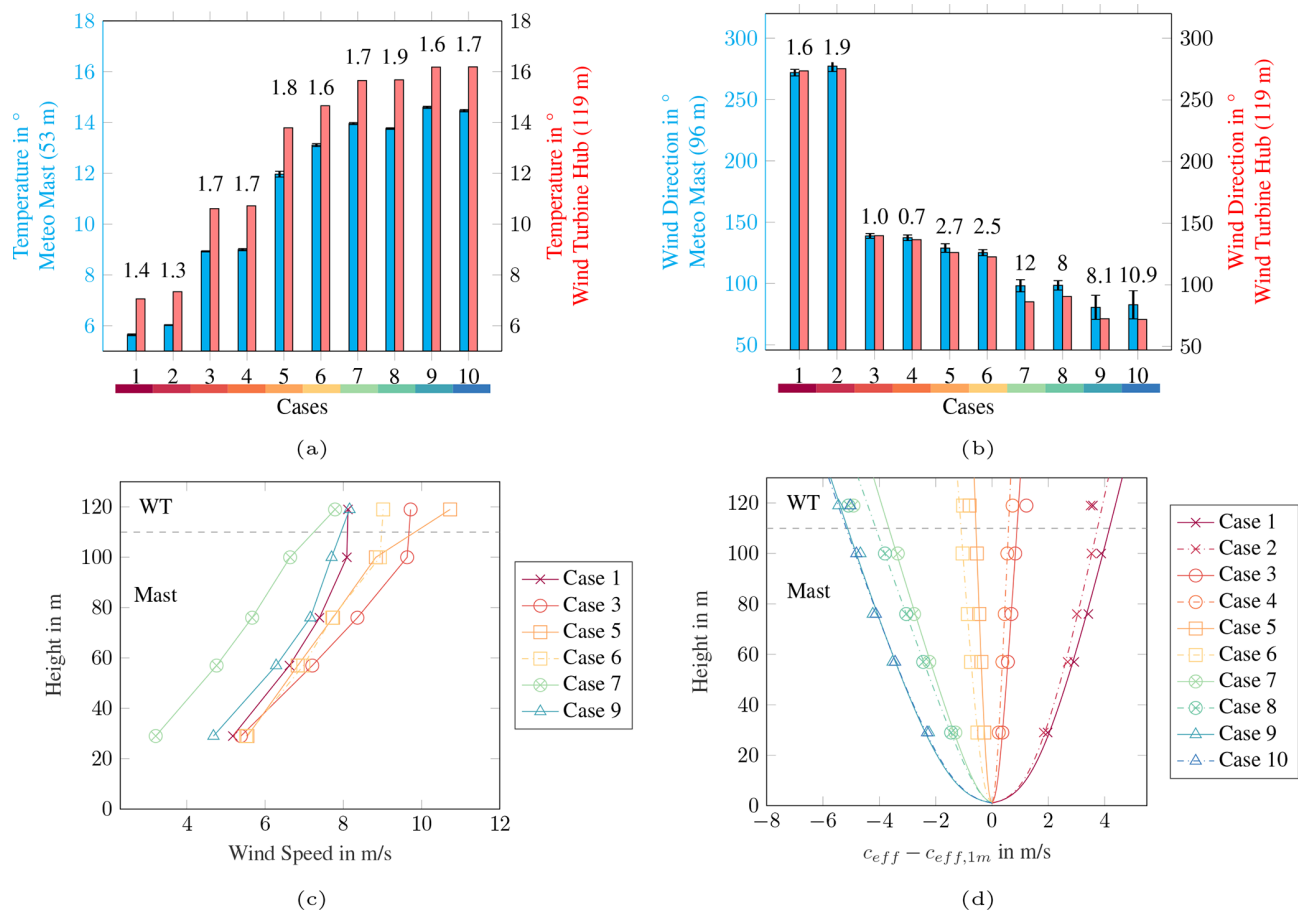 18
16
14
12
10
8
6
Temperature in °
Meteo Mast (53 m)
1.4
1.3
1.7
1.7
1.8
1.6
1.7
1.9
1.6
1.7
18
16
14
12
10
8
6
Temperature in °
Wind Turbine Hub (119 m)
1 2 3 4 5 6 7 8 9 10
Cases
(a)
300
250
200
150
100
50
Wind Direction in °
Meteo Mast (96 m)
1.6
1.9
1.0
0.7
2.7
2.5
12
8
8.1
10.9
300
250
200
150
100
50
Wind Direction in °
Wind Turbine Hub (119 m)
1 2 3 4 5 6 7 8 9 10
Cases
(b)
120
100
80
60
40
20
0
Height in m
WT
Mast
4 6 8 10 12
Wind Speed in m/s
Case 1
Case 3
Case 5
Case 6
Case 7
Case 9
(c)
120
100
80
60
40
20
0
Height in m
WT
Mast
−8 −6 −4 −2 0 2 4
c_eff − c_eff,1m in m/s
Case 1
Case 2
Case 3
Case 4
Case 5
Case 6
Case 7
Case 8
Case 9
Case 10
(d)